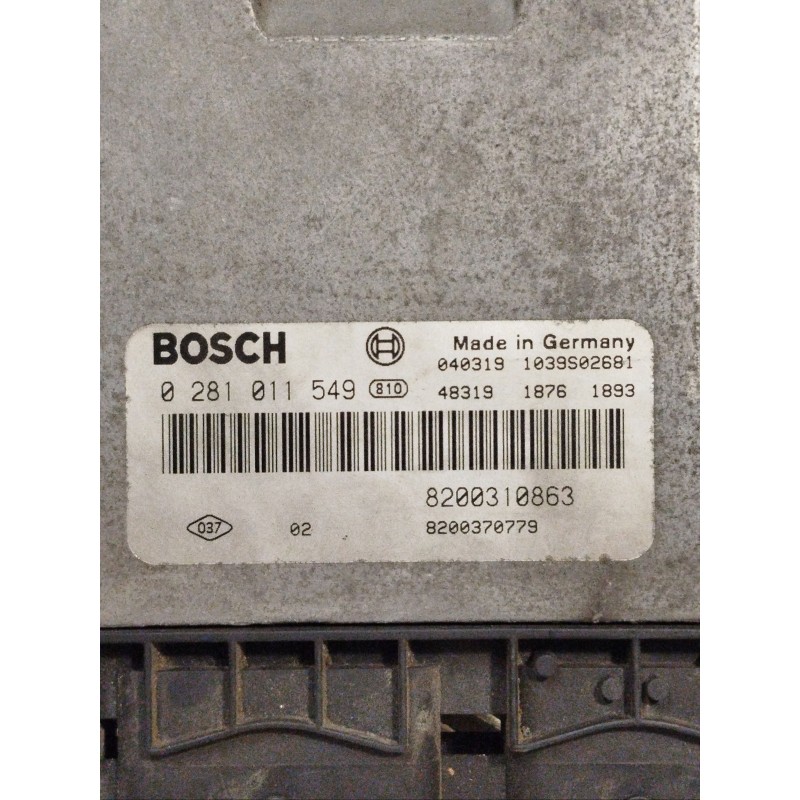 BOSCH
Made in Germany
040319 1039S02681
0 281 011 549 810
48319 1876 1893
8200310863
037 02
8200370779